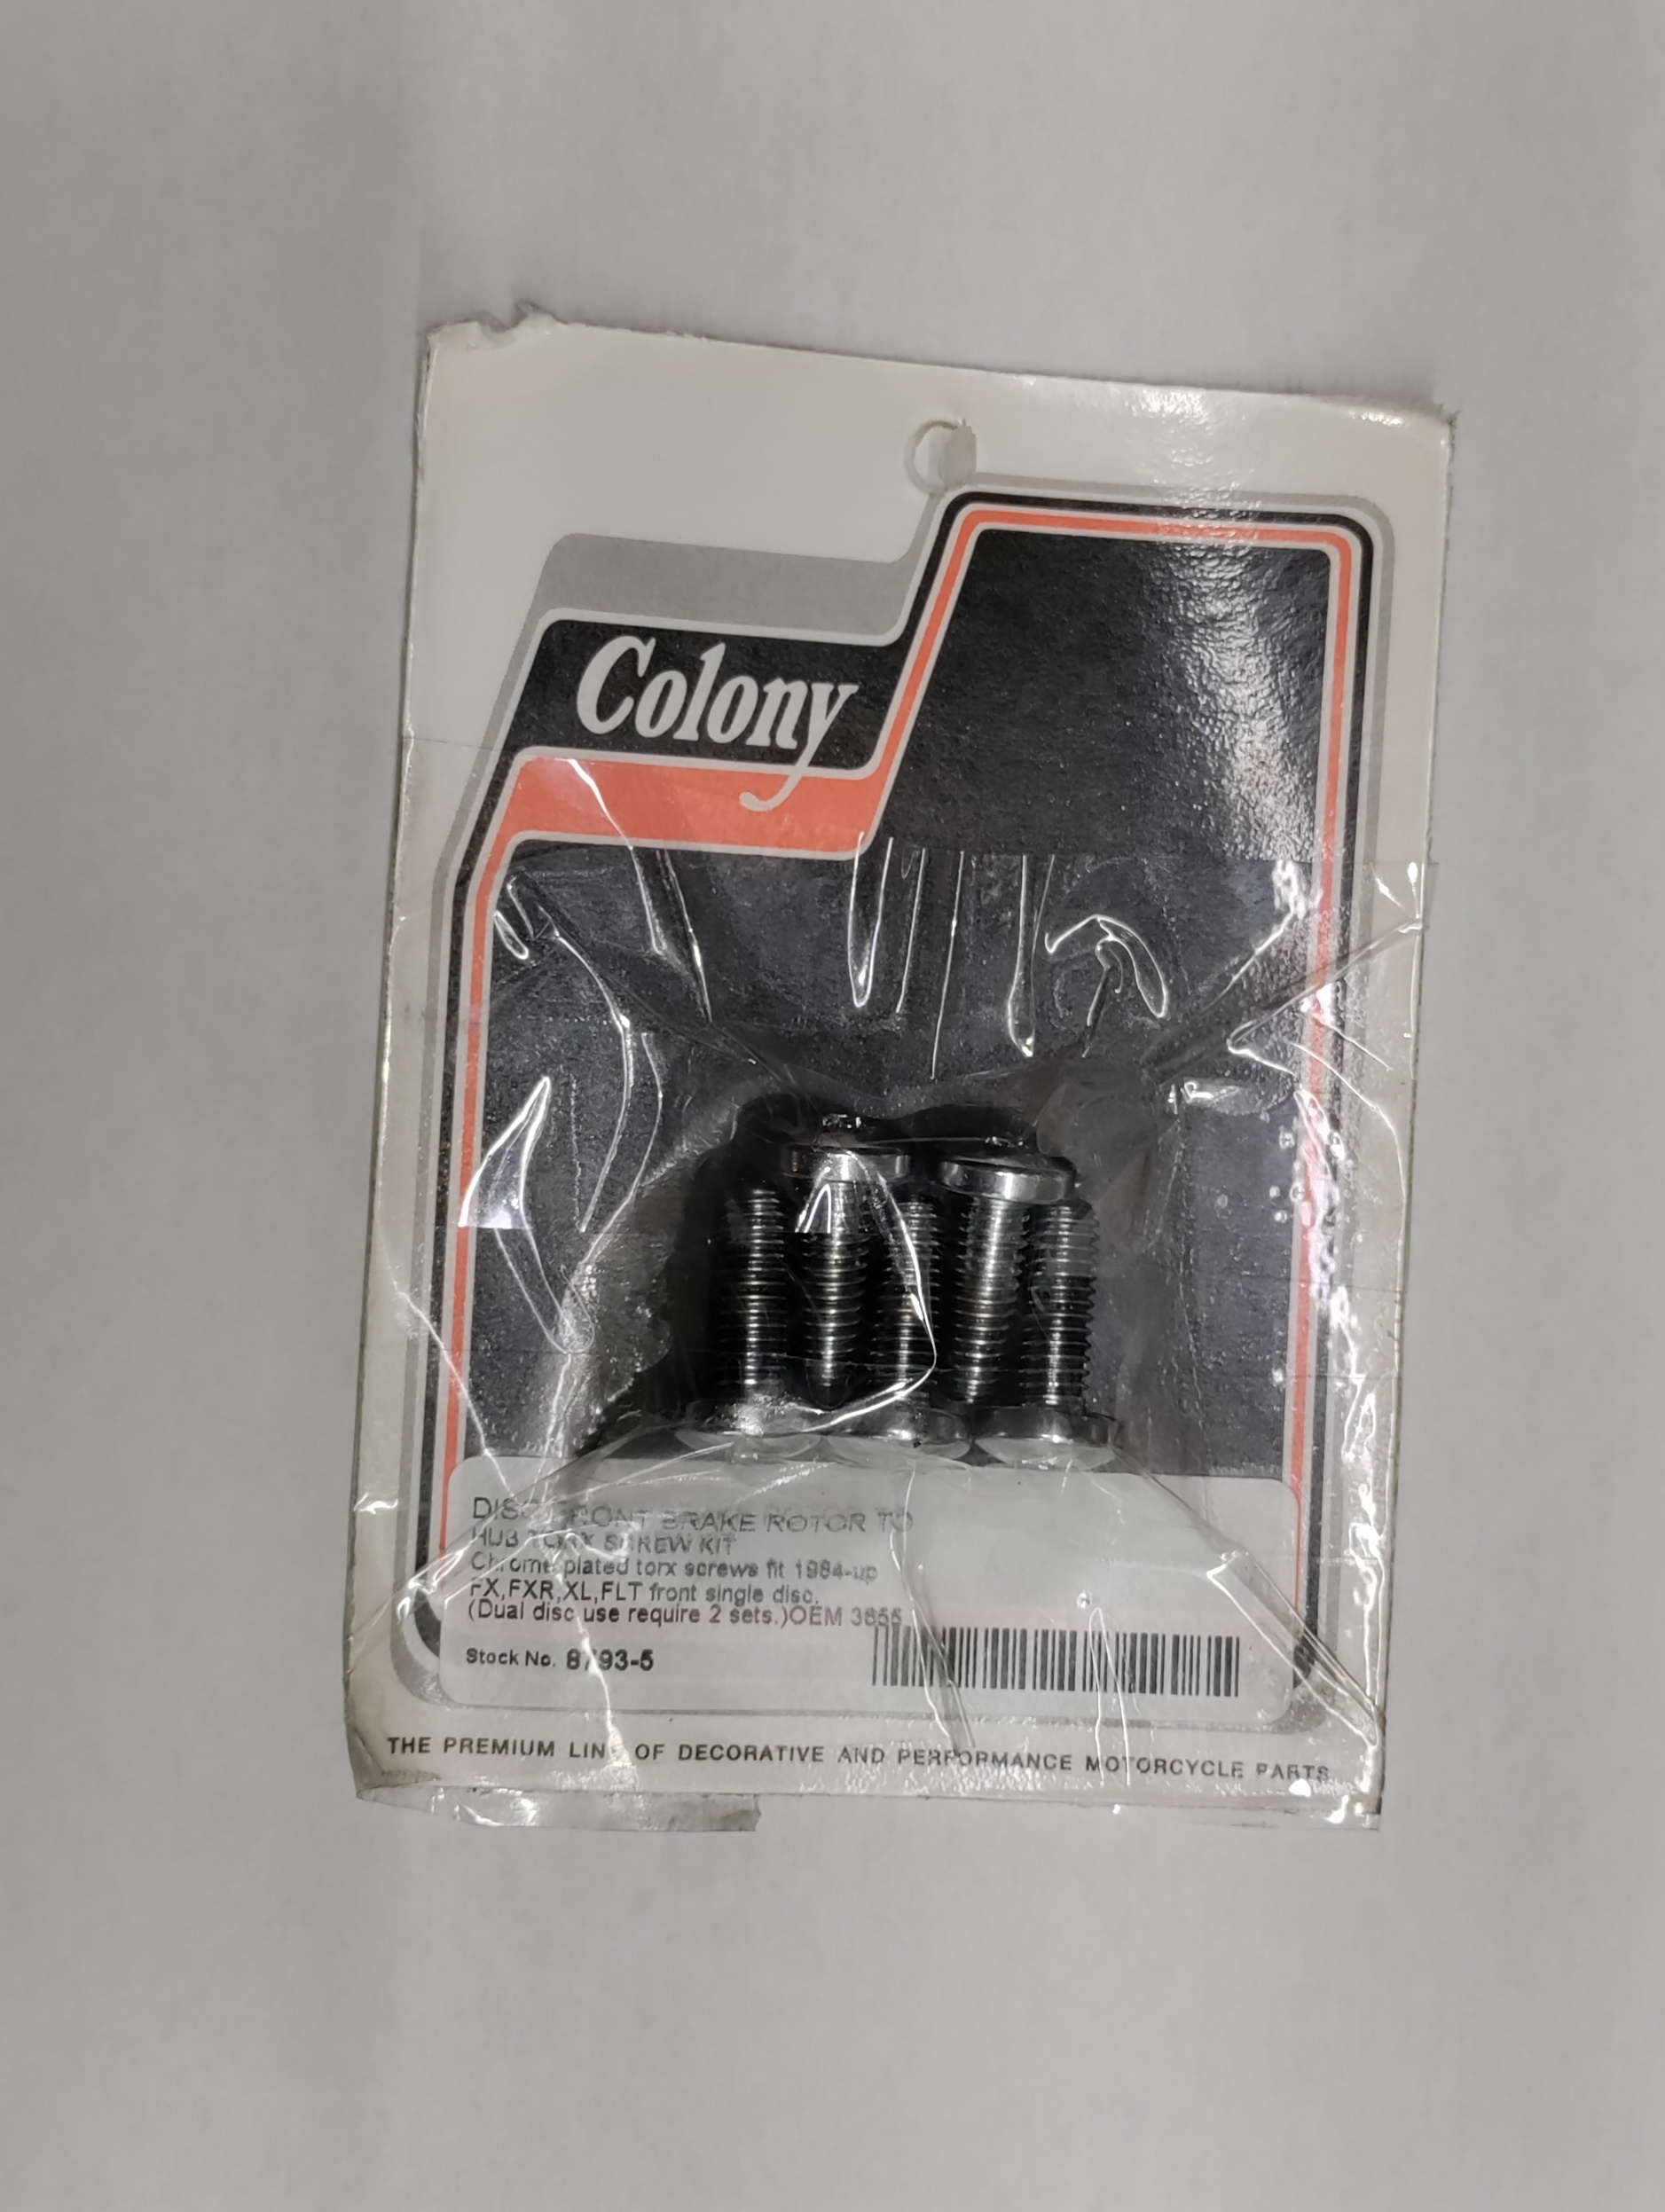 Colony
DISC FRONT BRAKE ROTOR TO
HUB TORX SCREW KIT
Chrome plated torx screws fit 1984-up
FX,FXR,XL,FLT front single disc.
(Dual disc use require 2 sets.)OEM 3655
Stock No. 8793-5
THE PREMIUM LINE OF DECORATIVE AND PERFORMANCE MOTORCYCLE PARTS